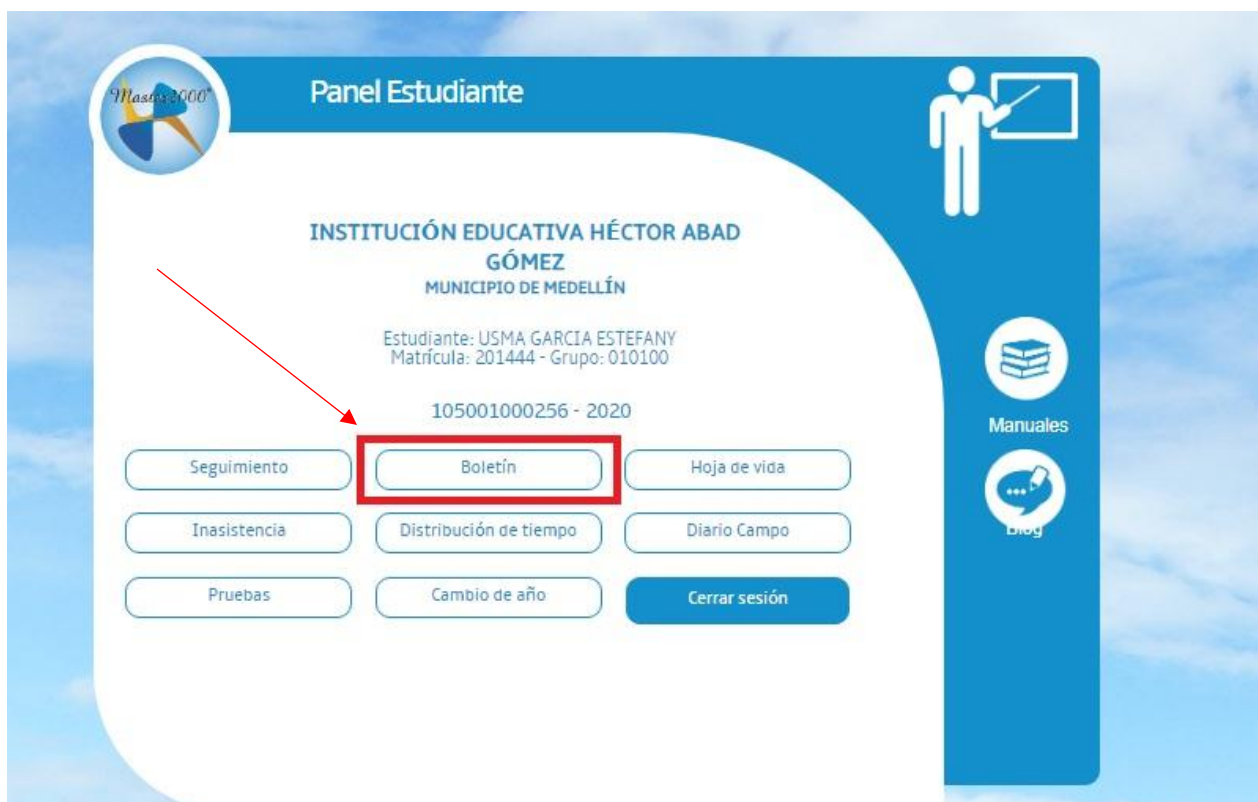 Master2000®
Panel Estudiante
INSTITUCIÓN EDUCATIVA HÉCTOR ABAD
GÓMEZ
MUNICIPIO DE MEDELLÍN
Estudiante: USMA GARCIA ESTEFANY
Matrícula: 201444 - Grupo: 010100
105001000256 - 2020
Manuales
Seguimiento
Boletín
Hoja de vida
Blog
Inasistencia
Distribución de tiempo
Diario Campo
Pruebas
Cambio de año
Cerrar sesión